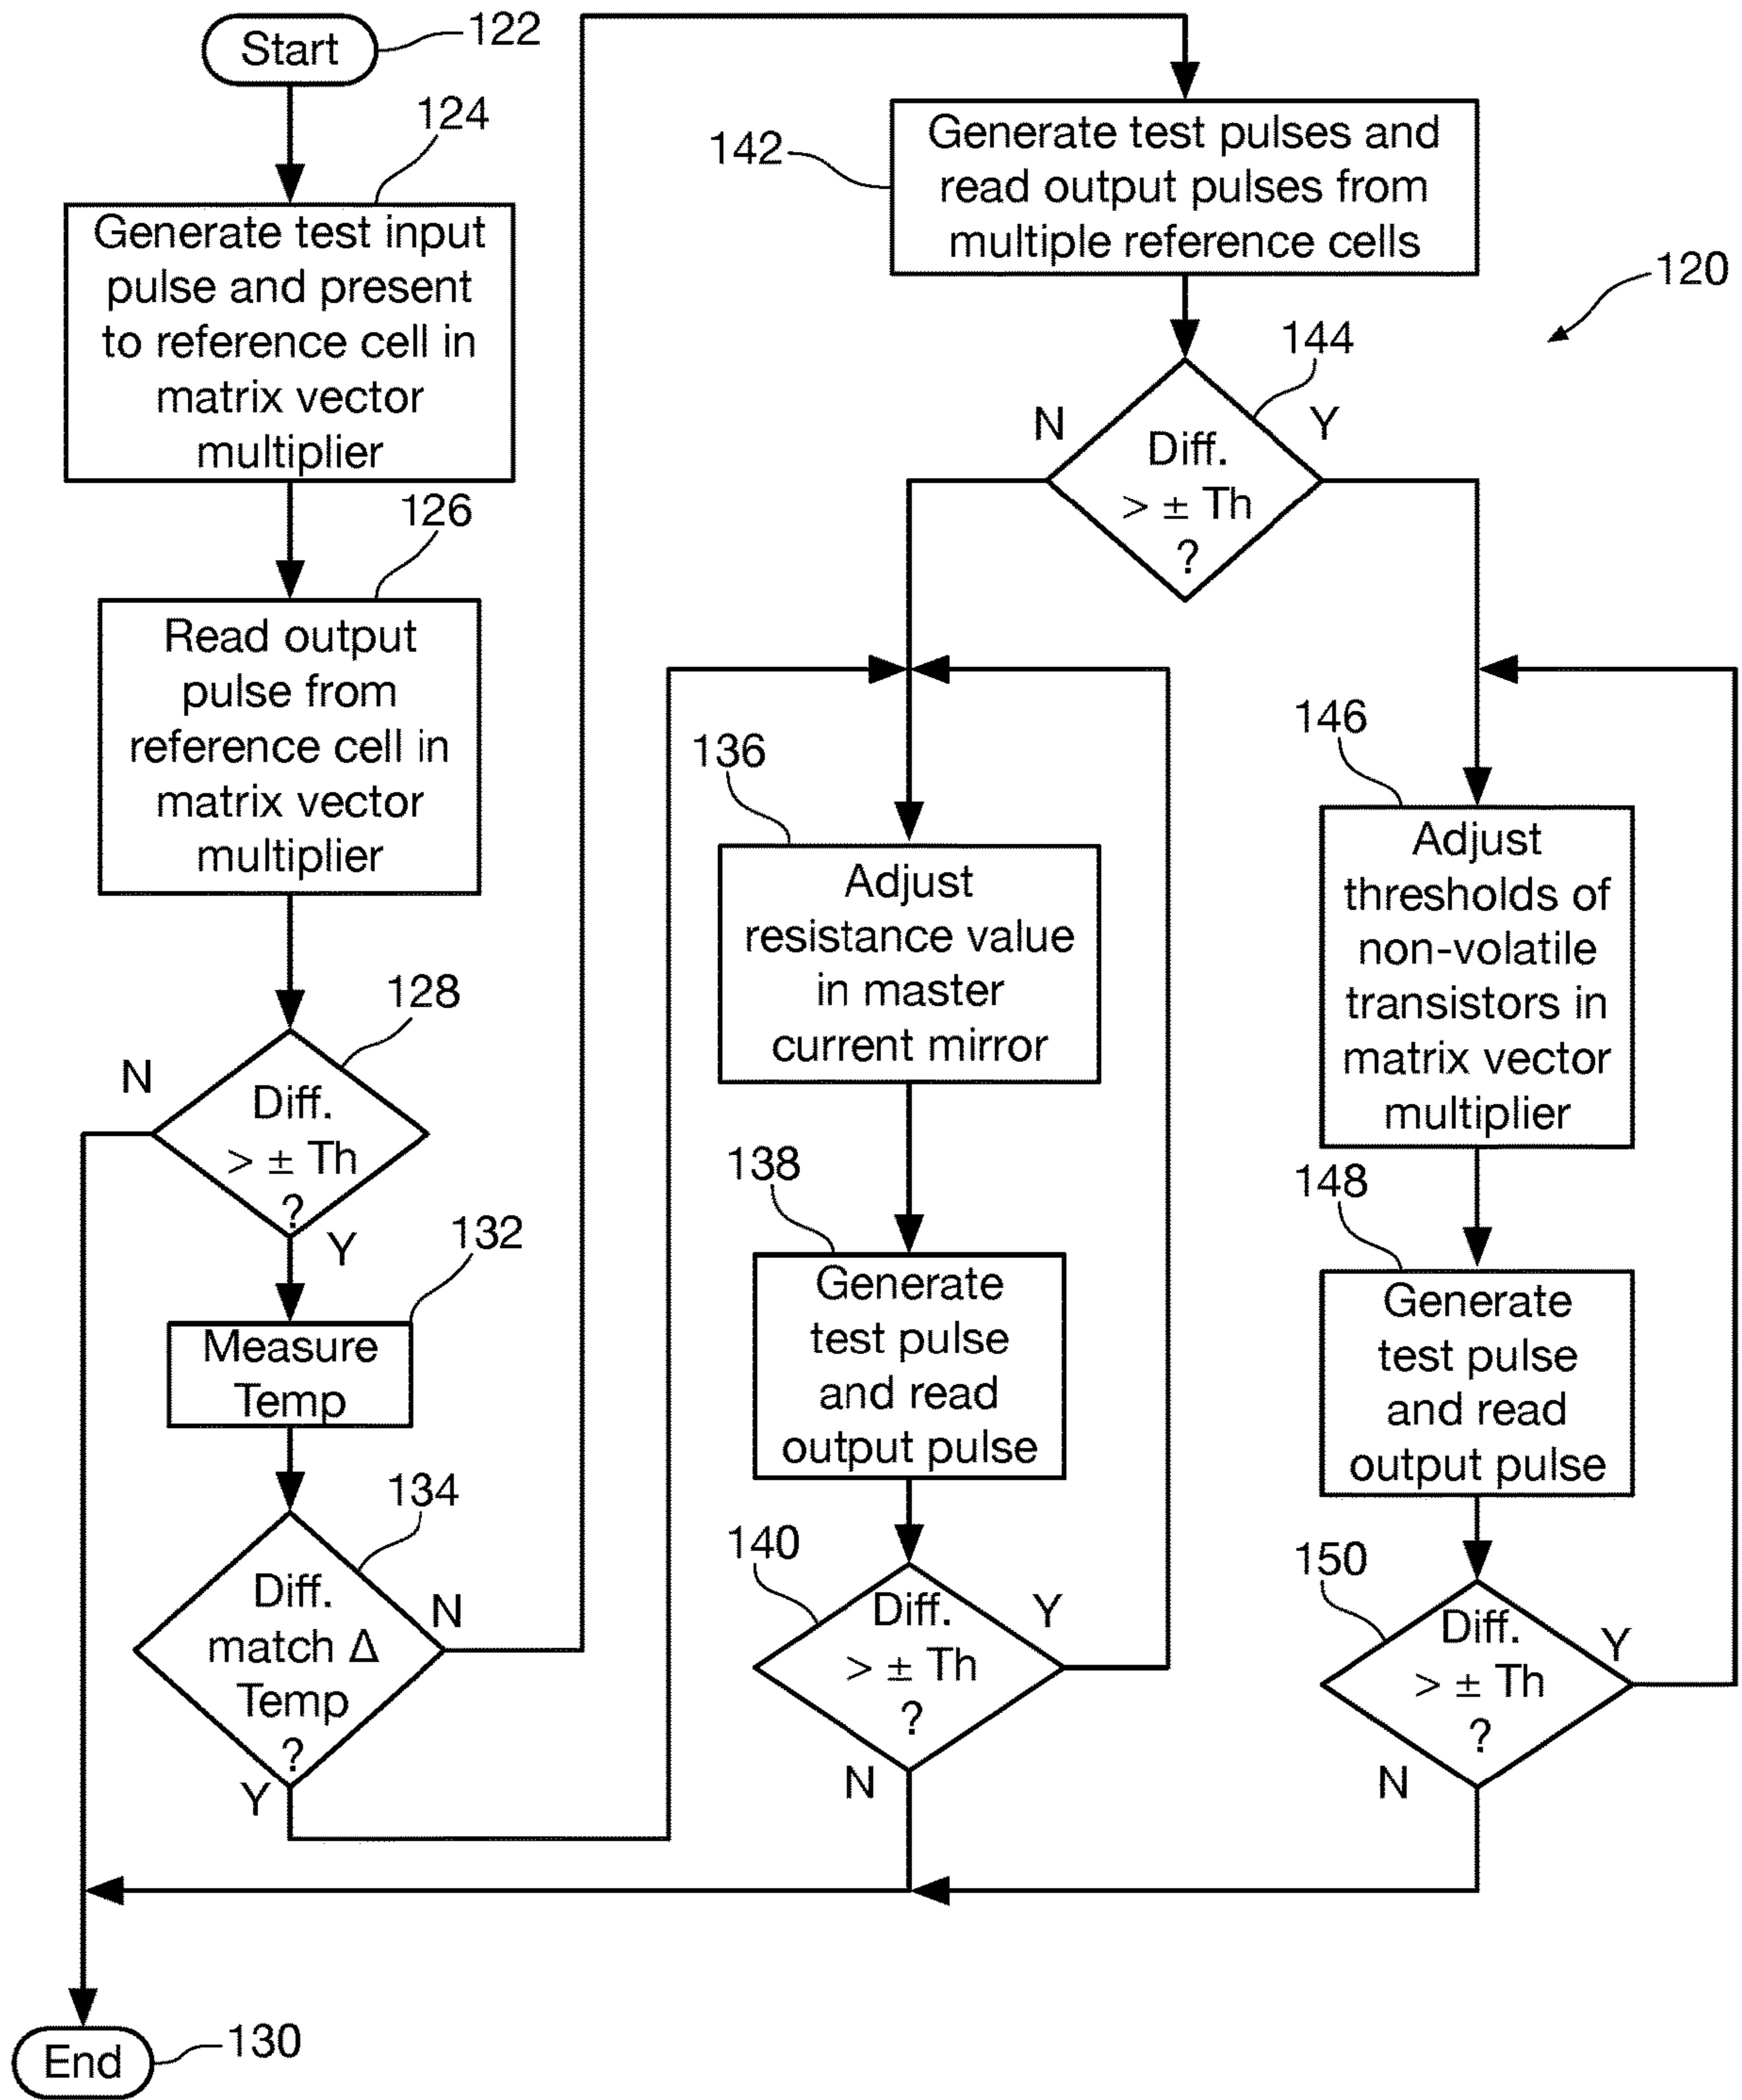 Start
122
124
Generate test input
pulse and present
to reference cell in
matrix vector
multiplier
126
Read output
pulse from
reference cell in
matrix vector
multiplier
128
N
Diff.
> ± Th
?
Y
132
Measure
Temp
134
Diff.
match Δ
Temp
?
N
Y
End
130
142
Generate test pulses and
read output pulses from
multiple reference cells
120
144
N
Y
Diff.
> ± Th
?
136
Adjust
resistance value
in master
current mirror
138
Generate
test pulse
and read
output pulse
140
Diff.
> ± Th
?
Y
N
146
Adjust
thresholds of
non-volatile
transistors in
matrix vector
multiplier
148
Generate
test pulse
and read
output pulse
150
Diff.
> ± Th
?
Y
N